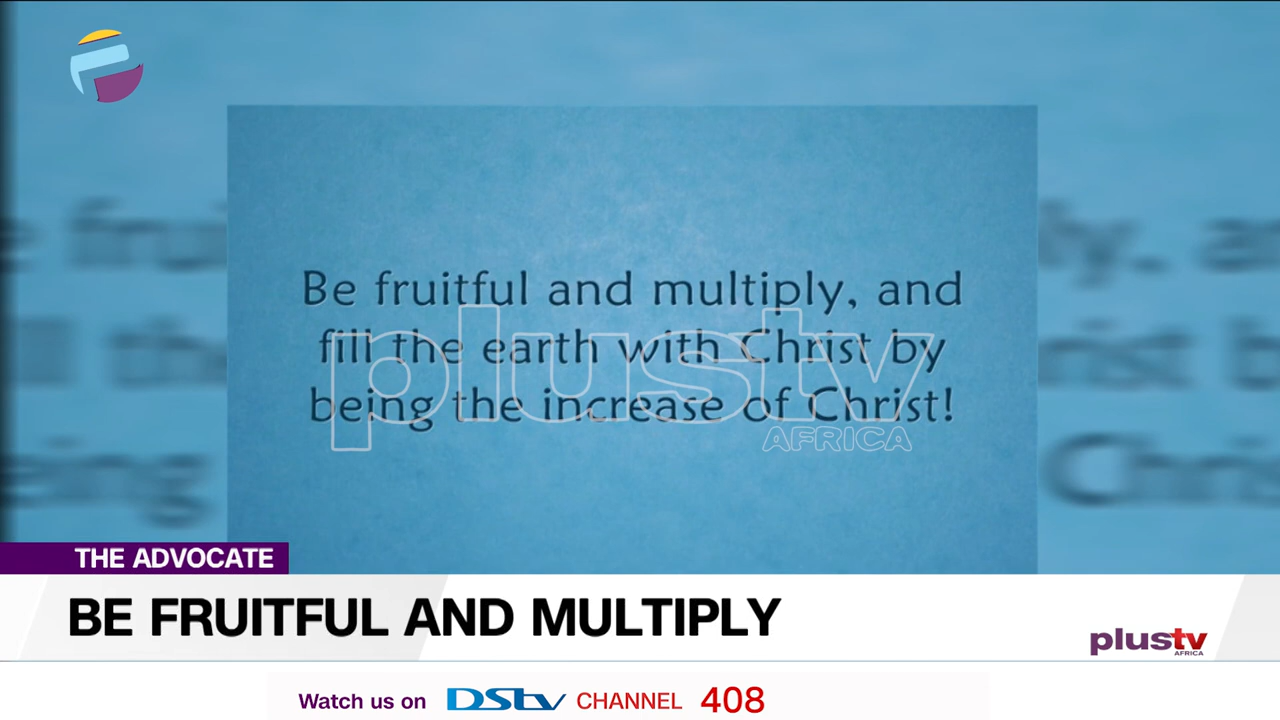 Be fruitful and multiply, and
fill the earth with Christ by
being the increase of Christ!
plustv
AFRICA
THE ADVOCATE
BE FRUITFUL AND MULTIPLY
plustv
AFRICA
Watch us on DStv CHANNEL 408